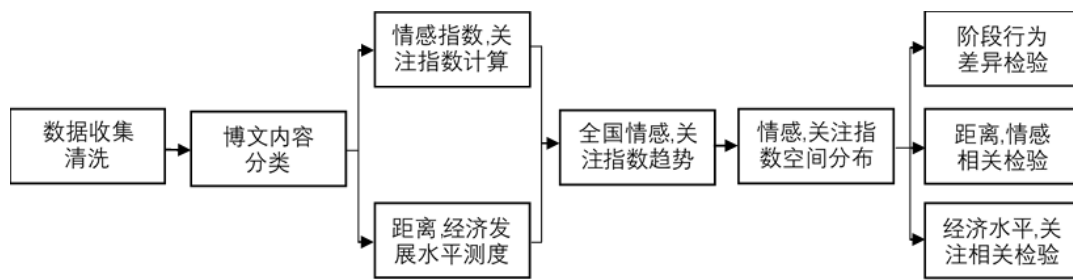 数据收集
清洗
博文内容
分类
情感指数,关
注指数计算
距离,经济发
展水平测度
全国情感,关
注指数趋势
情感,关注指
数空间分布
阶段行为
差异检验
距离,情感
相关检验
经济水平,关
注相关检验